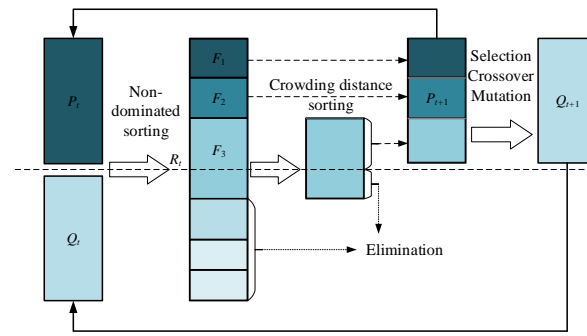 P_t
Non-
dominated
sorting
R_t
Q_t
F_1
F_2
F_3
Crowding distance
sorting
Elimination
P_{t+1}
Selection
Crossover
Mutation
Q_{t+1}